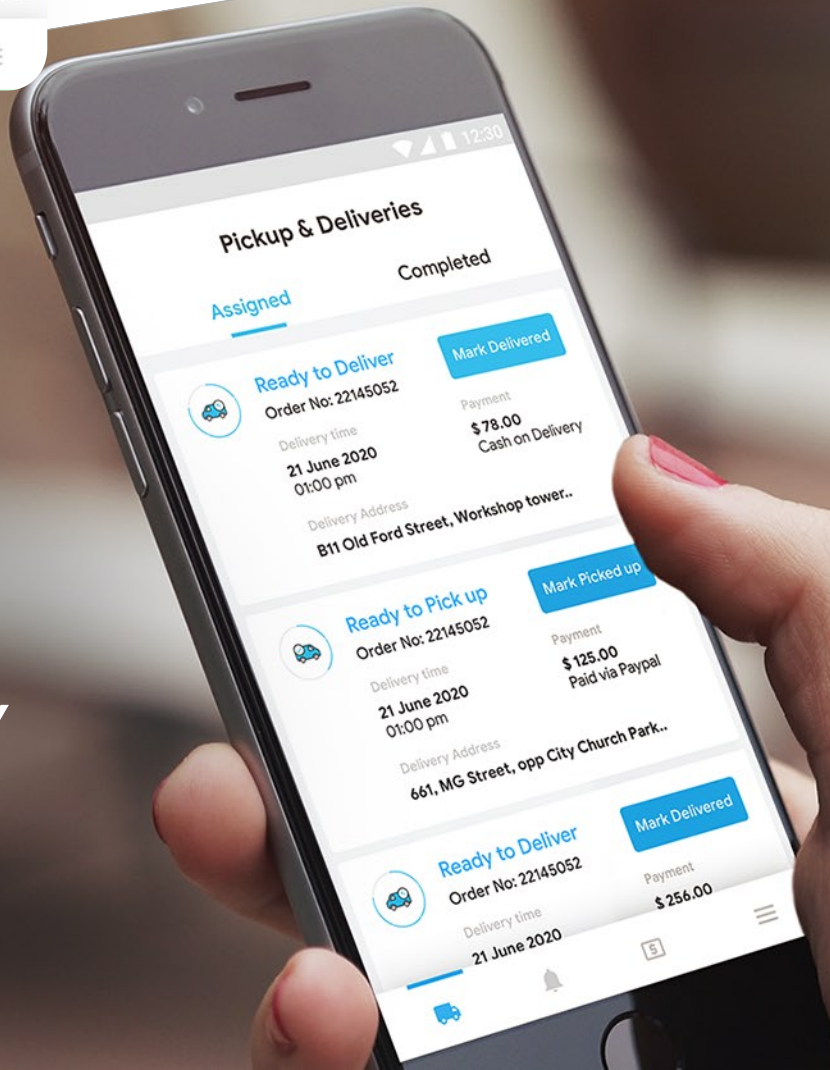 12:30
Pickup & Deliveries
Assigned
Completed
Ready to Deliver
Mark Delivered
Order No: 22145052
Delivery time
Payment
21 June 2020
$ 78.00
01:00 pm
Cash on Delivery
Delivery Address
B11 Old Ford Street, Workshop tower..
Ready to Pick up
Mark Picked up
Order No: 22145052
Delivery time
Payment
21 June 2020
$ 125.00
01:00 pm
Paid via Paypal
Delivery Address
661, MG Street, opp City Church Park..
Ready to Deliver
Mark Delivered
Order No: 22145052
Delivery time
Payment
21 June 2020
$ 256.00